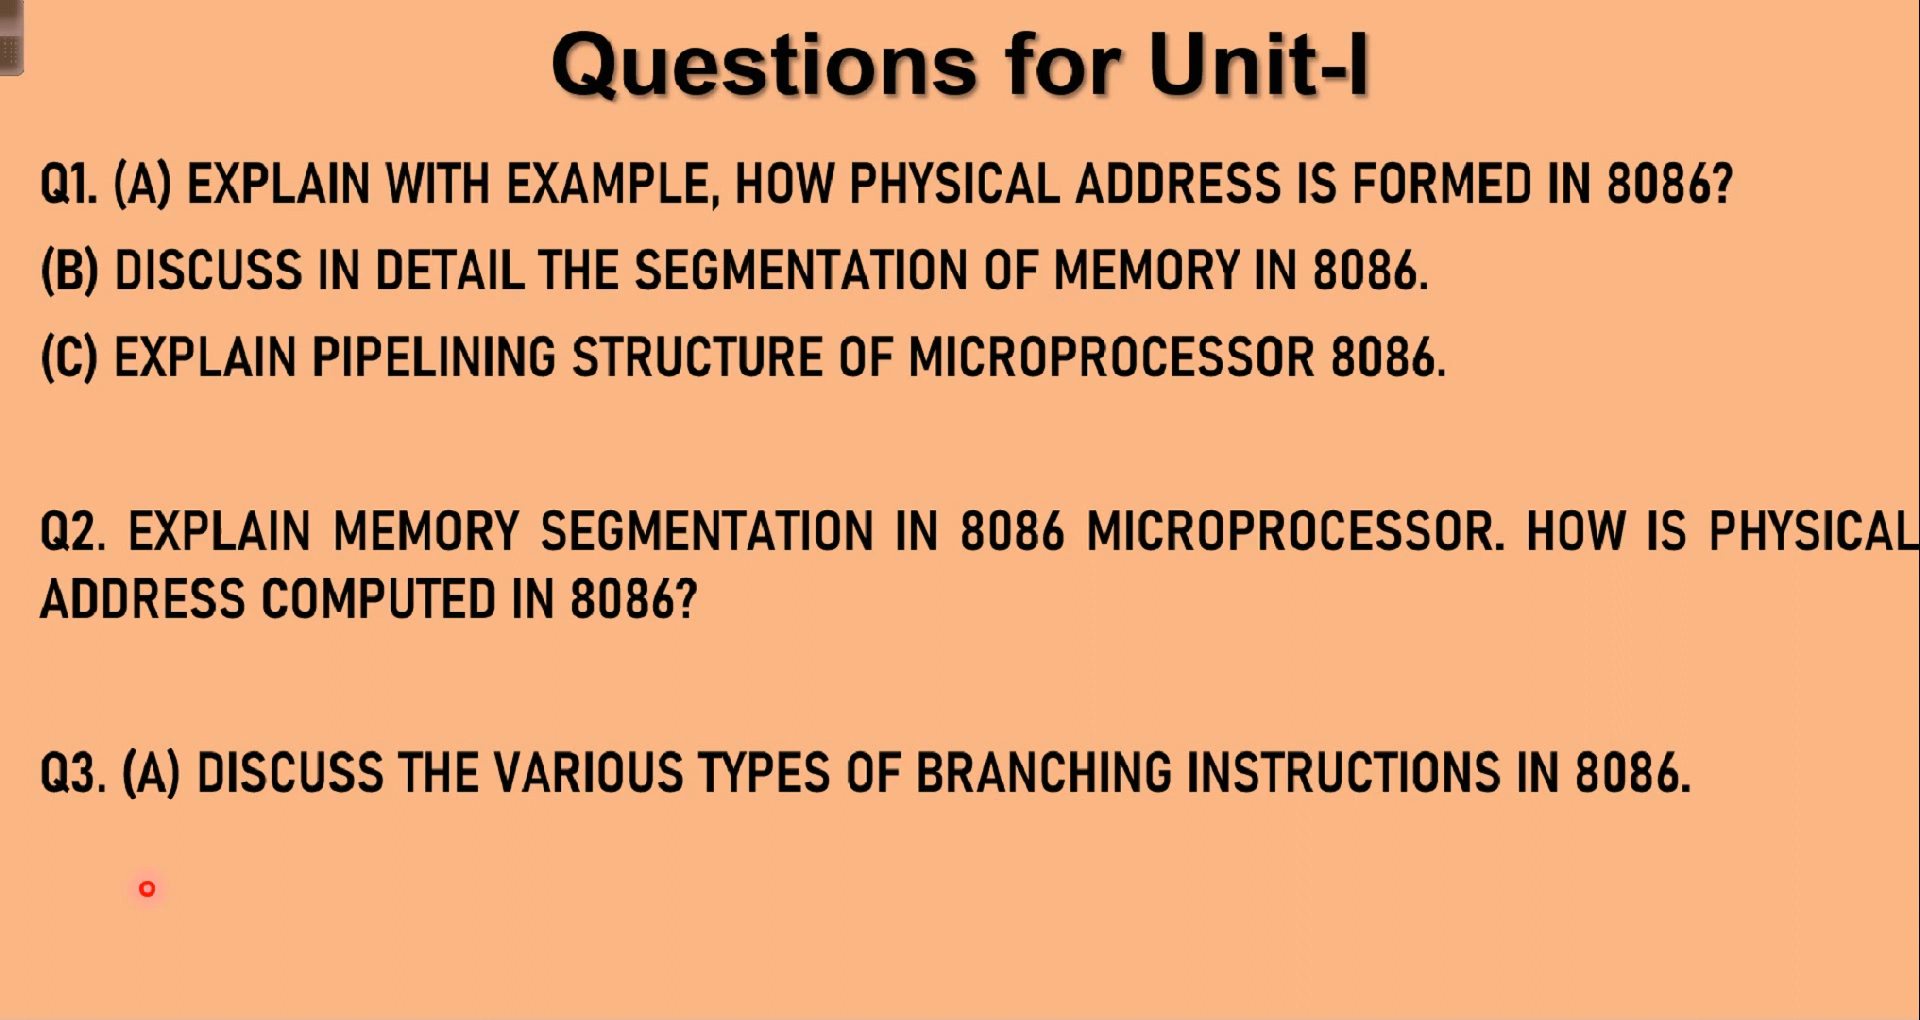 Questions for Unit-I
Q1. (A) EXPLAIN WITH EXAMPLE, HOW PHYSICAL ADDRESS IS FORMED IN 8086?
(B) DISCUSS IN DETAIL THE SEGMENTATION OF MEMORY IN 8086.
(C) EXPLAIN PIPELINING STRUCTURE OF MICROPROCESSOR 8086.
Q2. EXPLAIN MEMORY SEGMENTATION IN 8086 MICROPROCESSOR. HOW IS PHYSICAL
ADDRESS COMPUTED IN 8086?
Q3. (A) DISCUSS THE VARIOUS TYPES OF BRANCHING INSTRUCTIONS IN 8086.